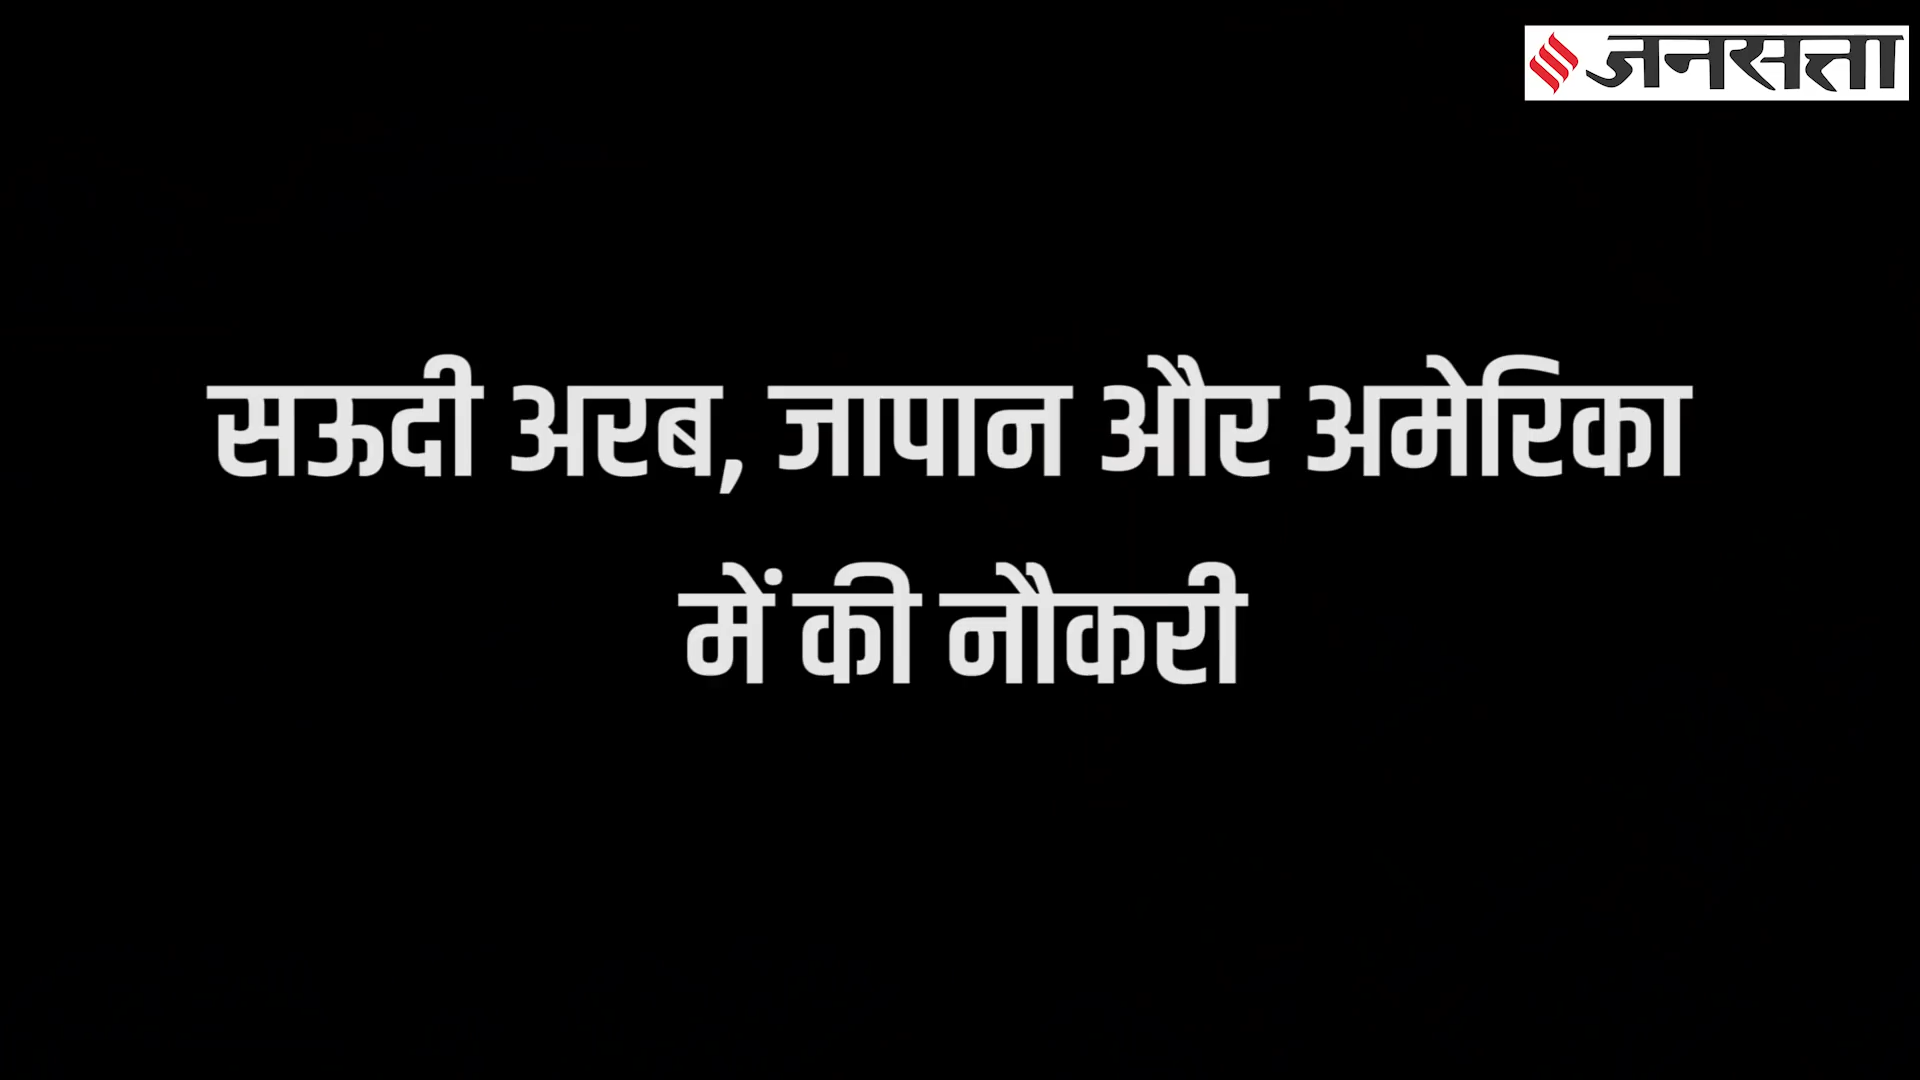 जनसत्ता
सऊदी अरब, जापान और अमेरिका
में की नौकरी